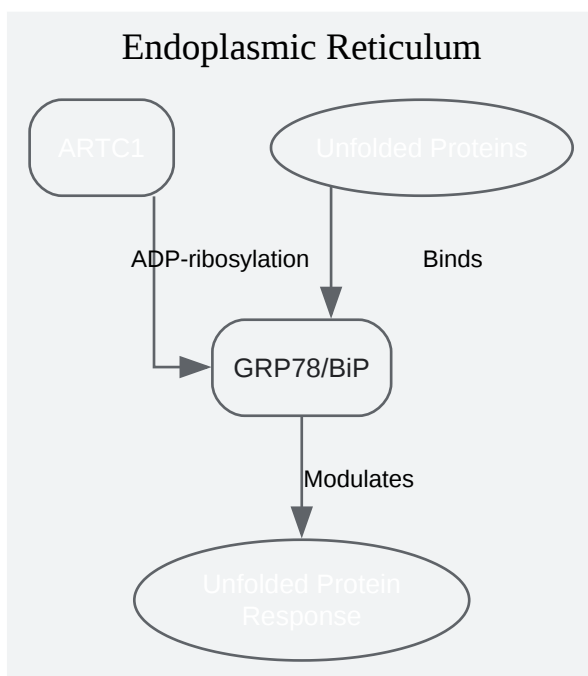 Endoplasmic Reticulum
ARTC1
Unfolded Proteins
ADP-ribosylation
Binds
GRP78/BiP
Modulates
Unfolded Protein
Response